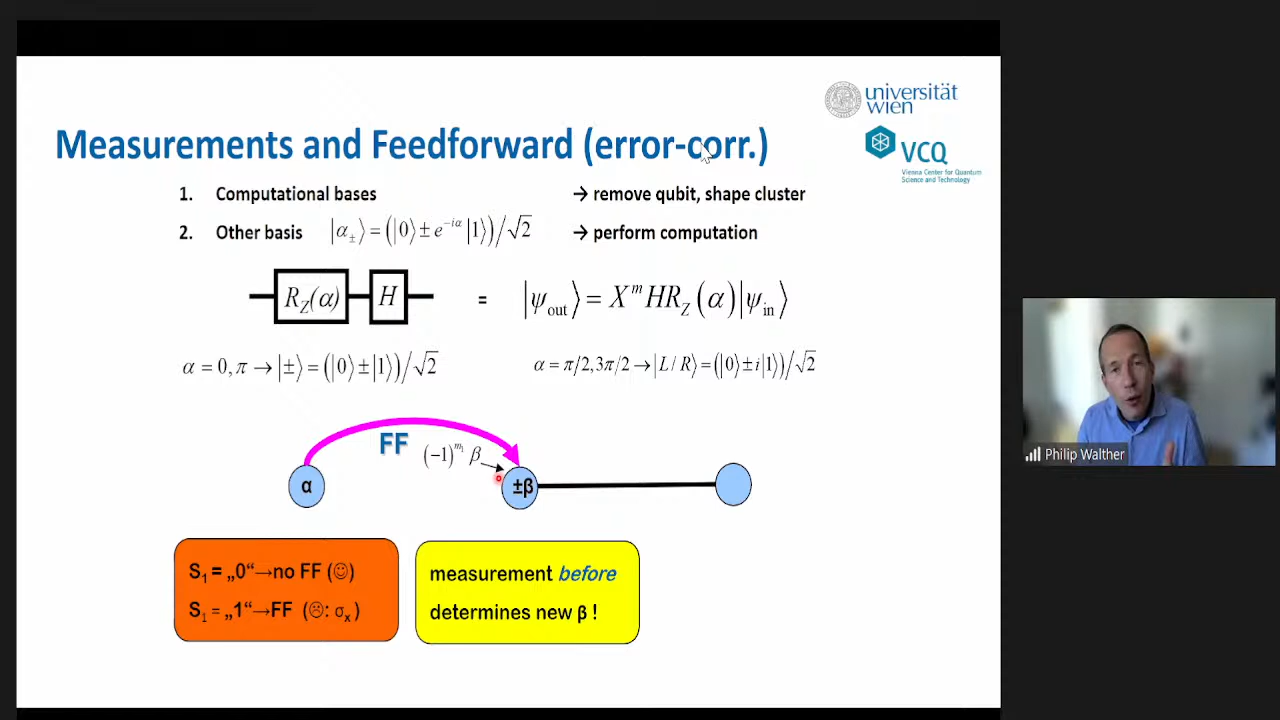 universität
wien
VCQ
Vienna Center for Quantum
Science and Technology
Measurements and Feedforward (error-corr.)
1. Computational bases → remove qubit, shape cluster
2. Other basis |α±⟩=(|0⟩±e^{-iα}|1⟩)/√2 → perform computation
R_Z(α) H = |ψ_out⟩=X^m HR_Z(α)|ψ_in⟩
α=0,π→|±⟩=(|0⟩±|1⟩)/√2 α=π/2,3π/2→|L/R⟩=(|0⟩±i|1⟩)/√2
FF (−1)^{m_1} β
α ±β
Philip Walther
S₁ = „0“→no FF (☺)
S₁ = „1“→FF (☹: σₓ)
measurement before
determines new β !